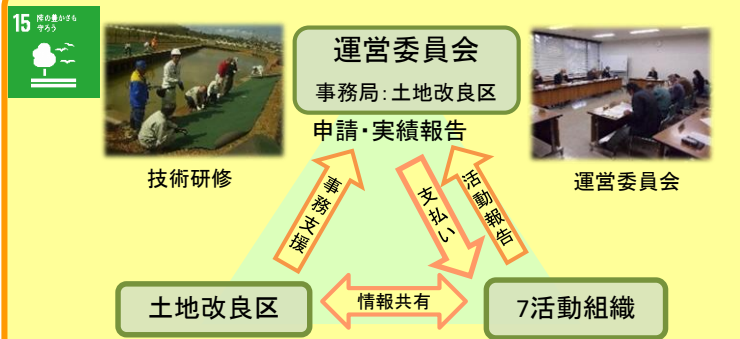 15 陸の豊かさも
守ろう
運営委員会
事務局:土地改良区
申請・実績報告
技術研修
運営委員会
事務支援
支払い
活動報告
土地改良区
情報共有
7活動組織